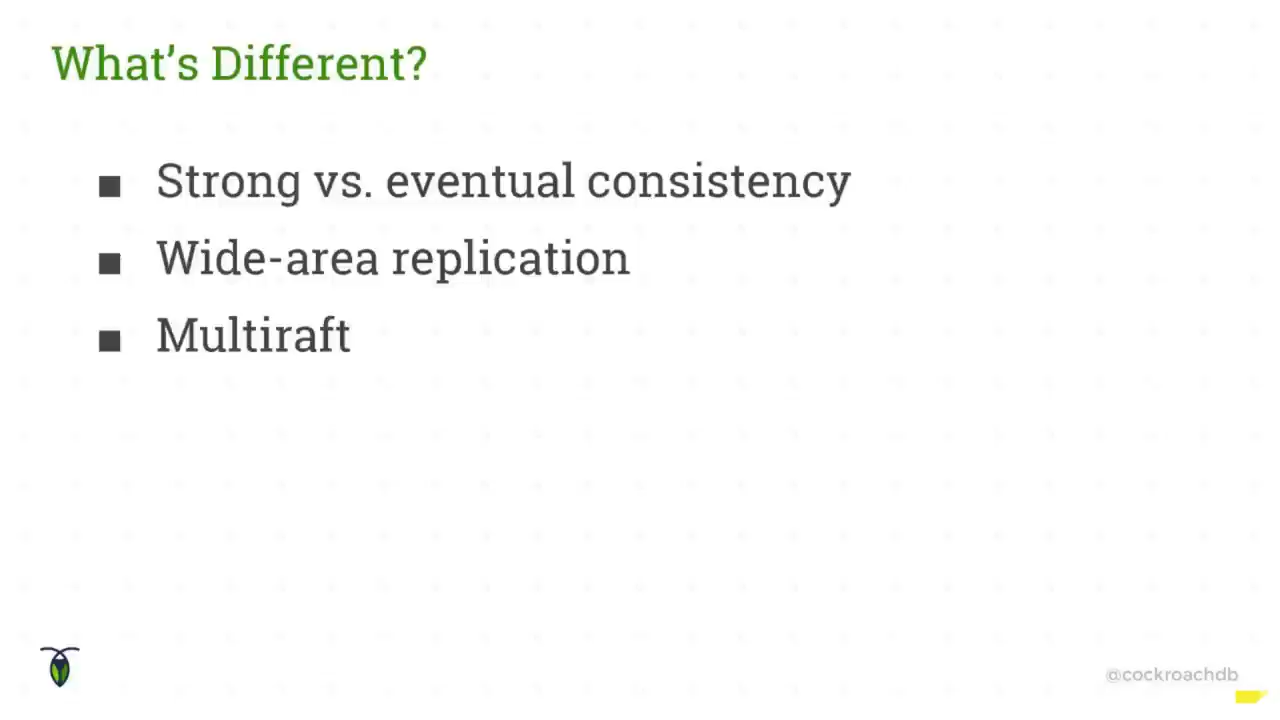 What's Different?
■ Strong vs. eventual consistency
■ Wide-area replication
■ Multiraft
@cockroachdb